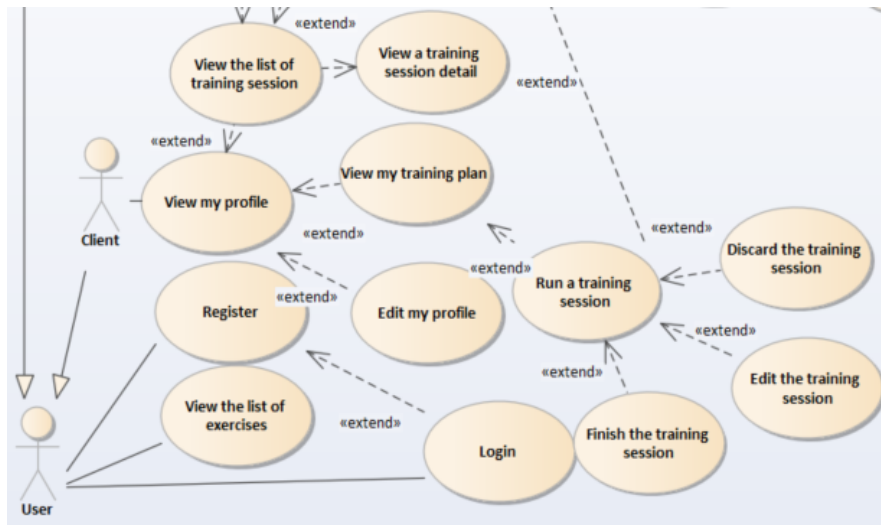 «extend»
View the list of
training session
View a training
session detail
«extend»
«extend»
View my training plan
Client
View my profile
«extend»
«extend»
Discard the training
session
«extend»
Run a training
session
Register
«extend»
Edit my profile
«extend»
«extend»
Edit the training
session
View the list of
exercises
«extend»
Login
Finish the training
session
User